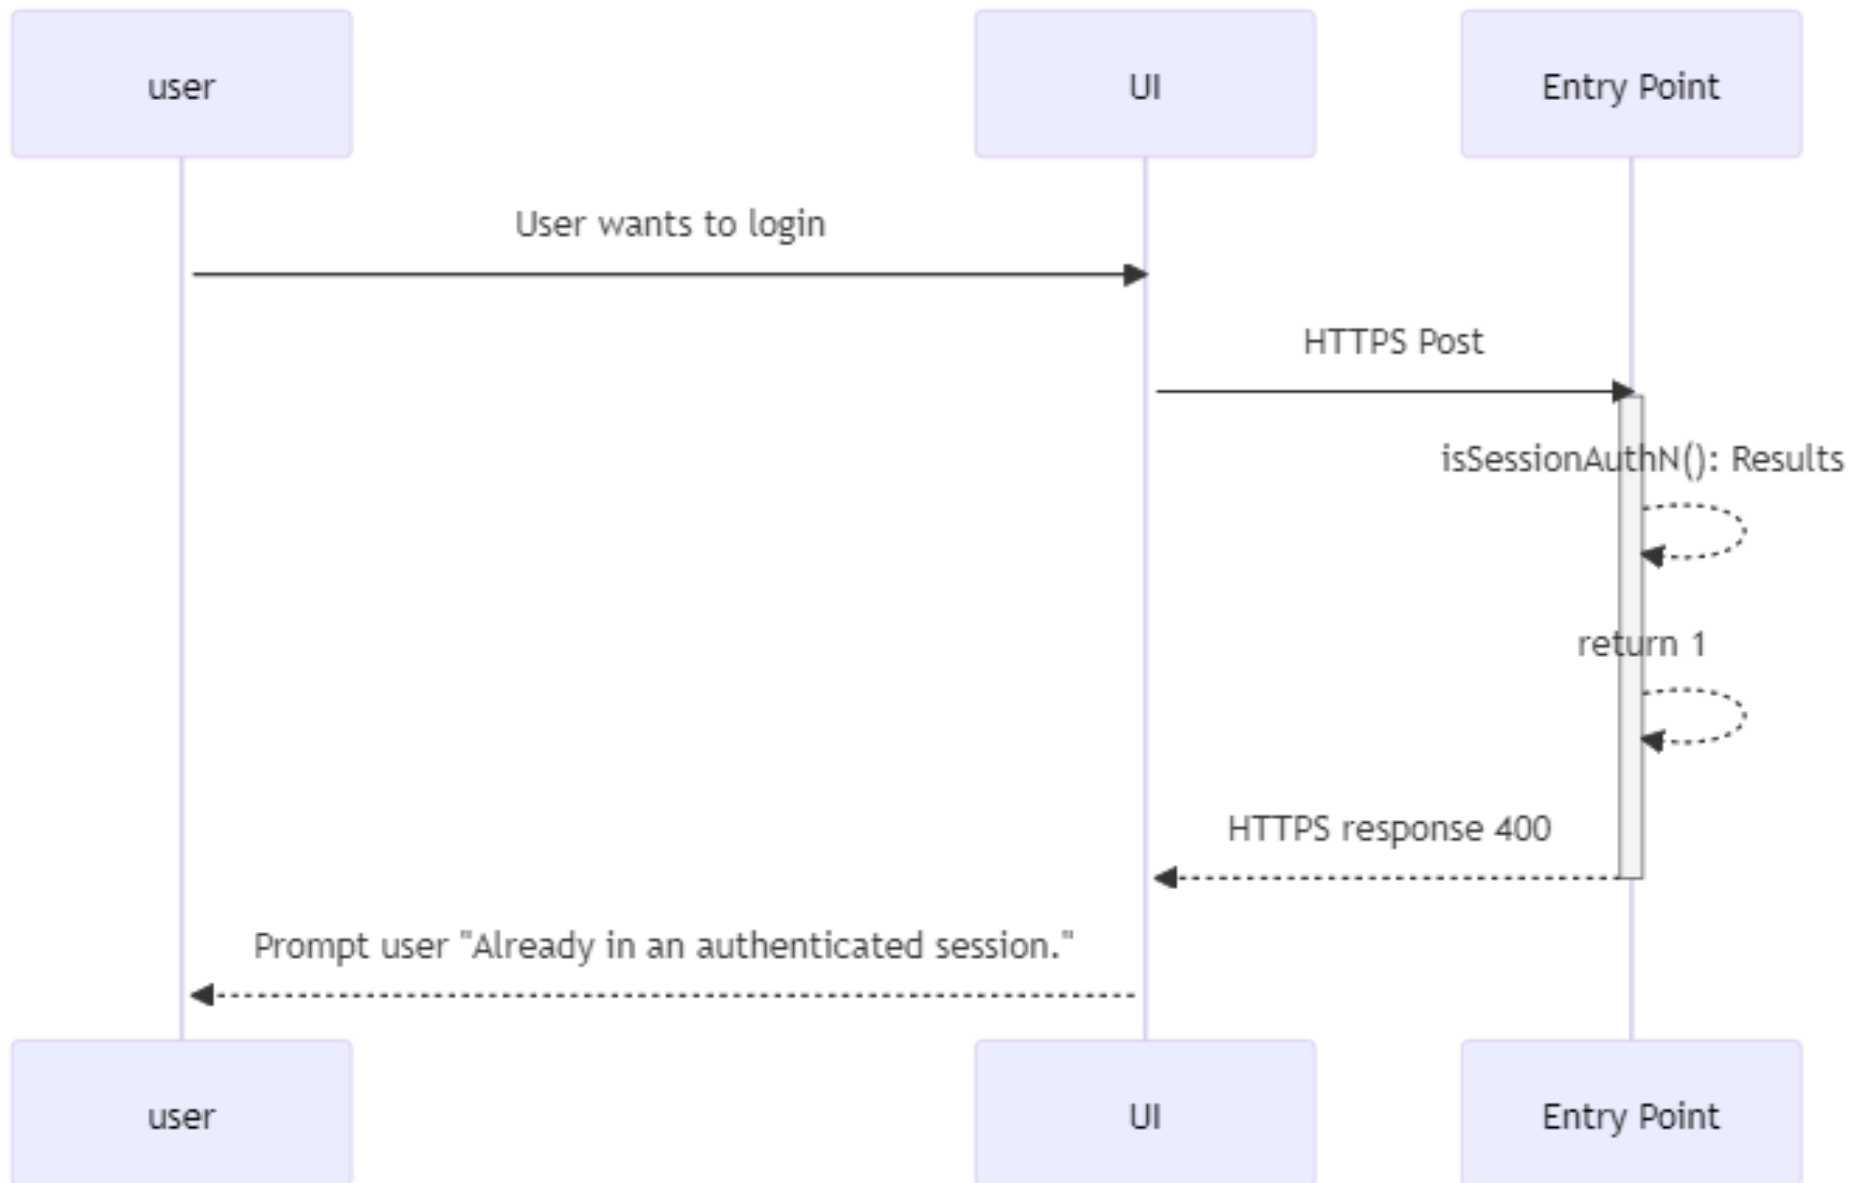 user
UI
Entry Point
User wants to login
HTTPS Post
isSessionAuthN(): Results
return 1
HTTPS response 400
Prompt user "Already in an authenticated session."
user
UI
Entry Point